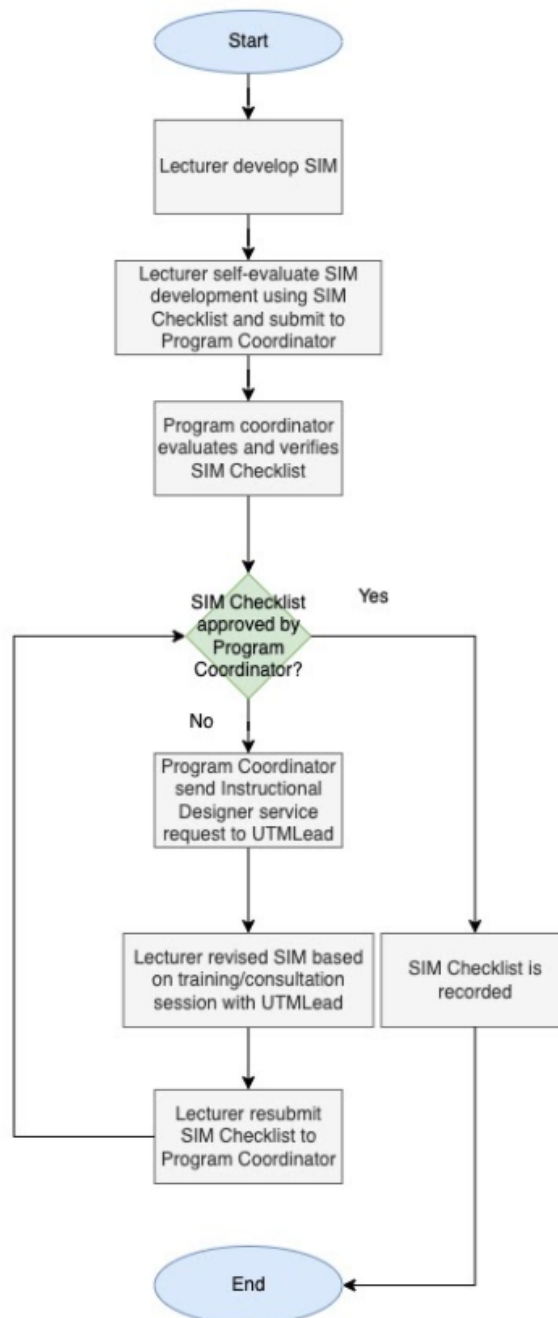 Start
Lecturer develop SIM
Lecturer self-evaluate SIM
development using SIM
Checklist and submit to
Program Coordinator
Program coordinator
evaluates and verifies
SIM Checklist
SIM Checklist
approved by
Program
Coordinator?
Yes
No
Program Coordinator
send Instructional
Designer service
request to UTMLead
Lecturer revised SIM based
on training/consultation
session with UTMLead
SIM Checklist is
recorded
Lecturer resubmit
SIM Checklist to
Program Coordinator
End